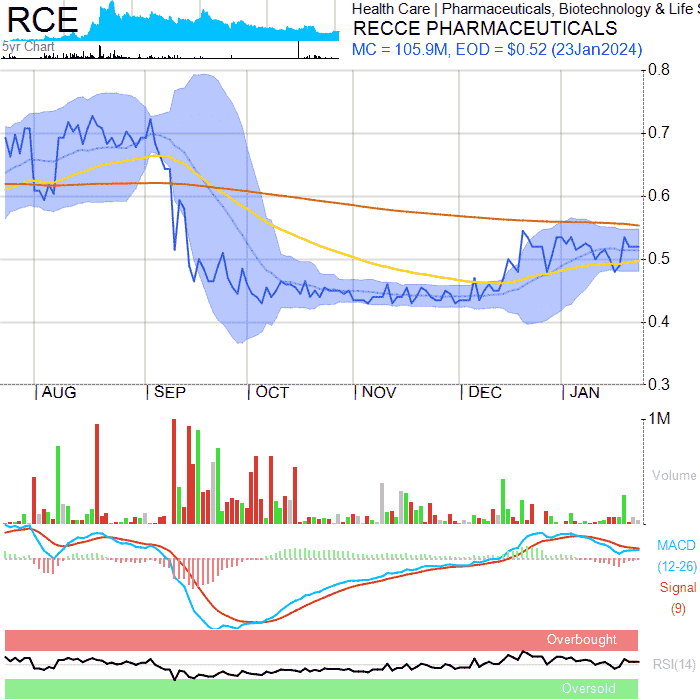 RCE
5yr Chart
Health Care | Pharmaceuticals, Biotechnology & Life S
RECCE PHARMACEUTICALS
MC = 105.9M, EOD = $0.52 (23Jan2024)
0.8
0.7
0.6
0.5
0.4
0.3
AUG
SEP
OCT
NOV
DEC
JAN
1M
Volume
MACD
(12-26)
Signal
(9)
Overbought
RSI(14)
Oversold